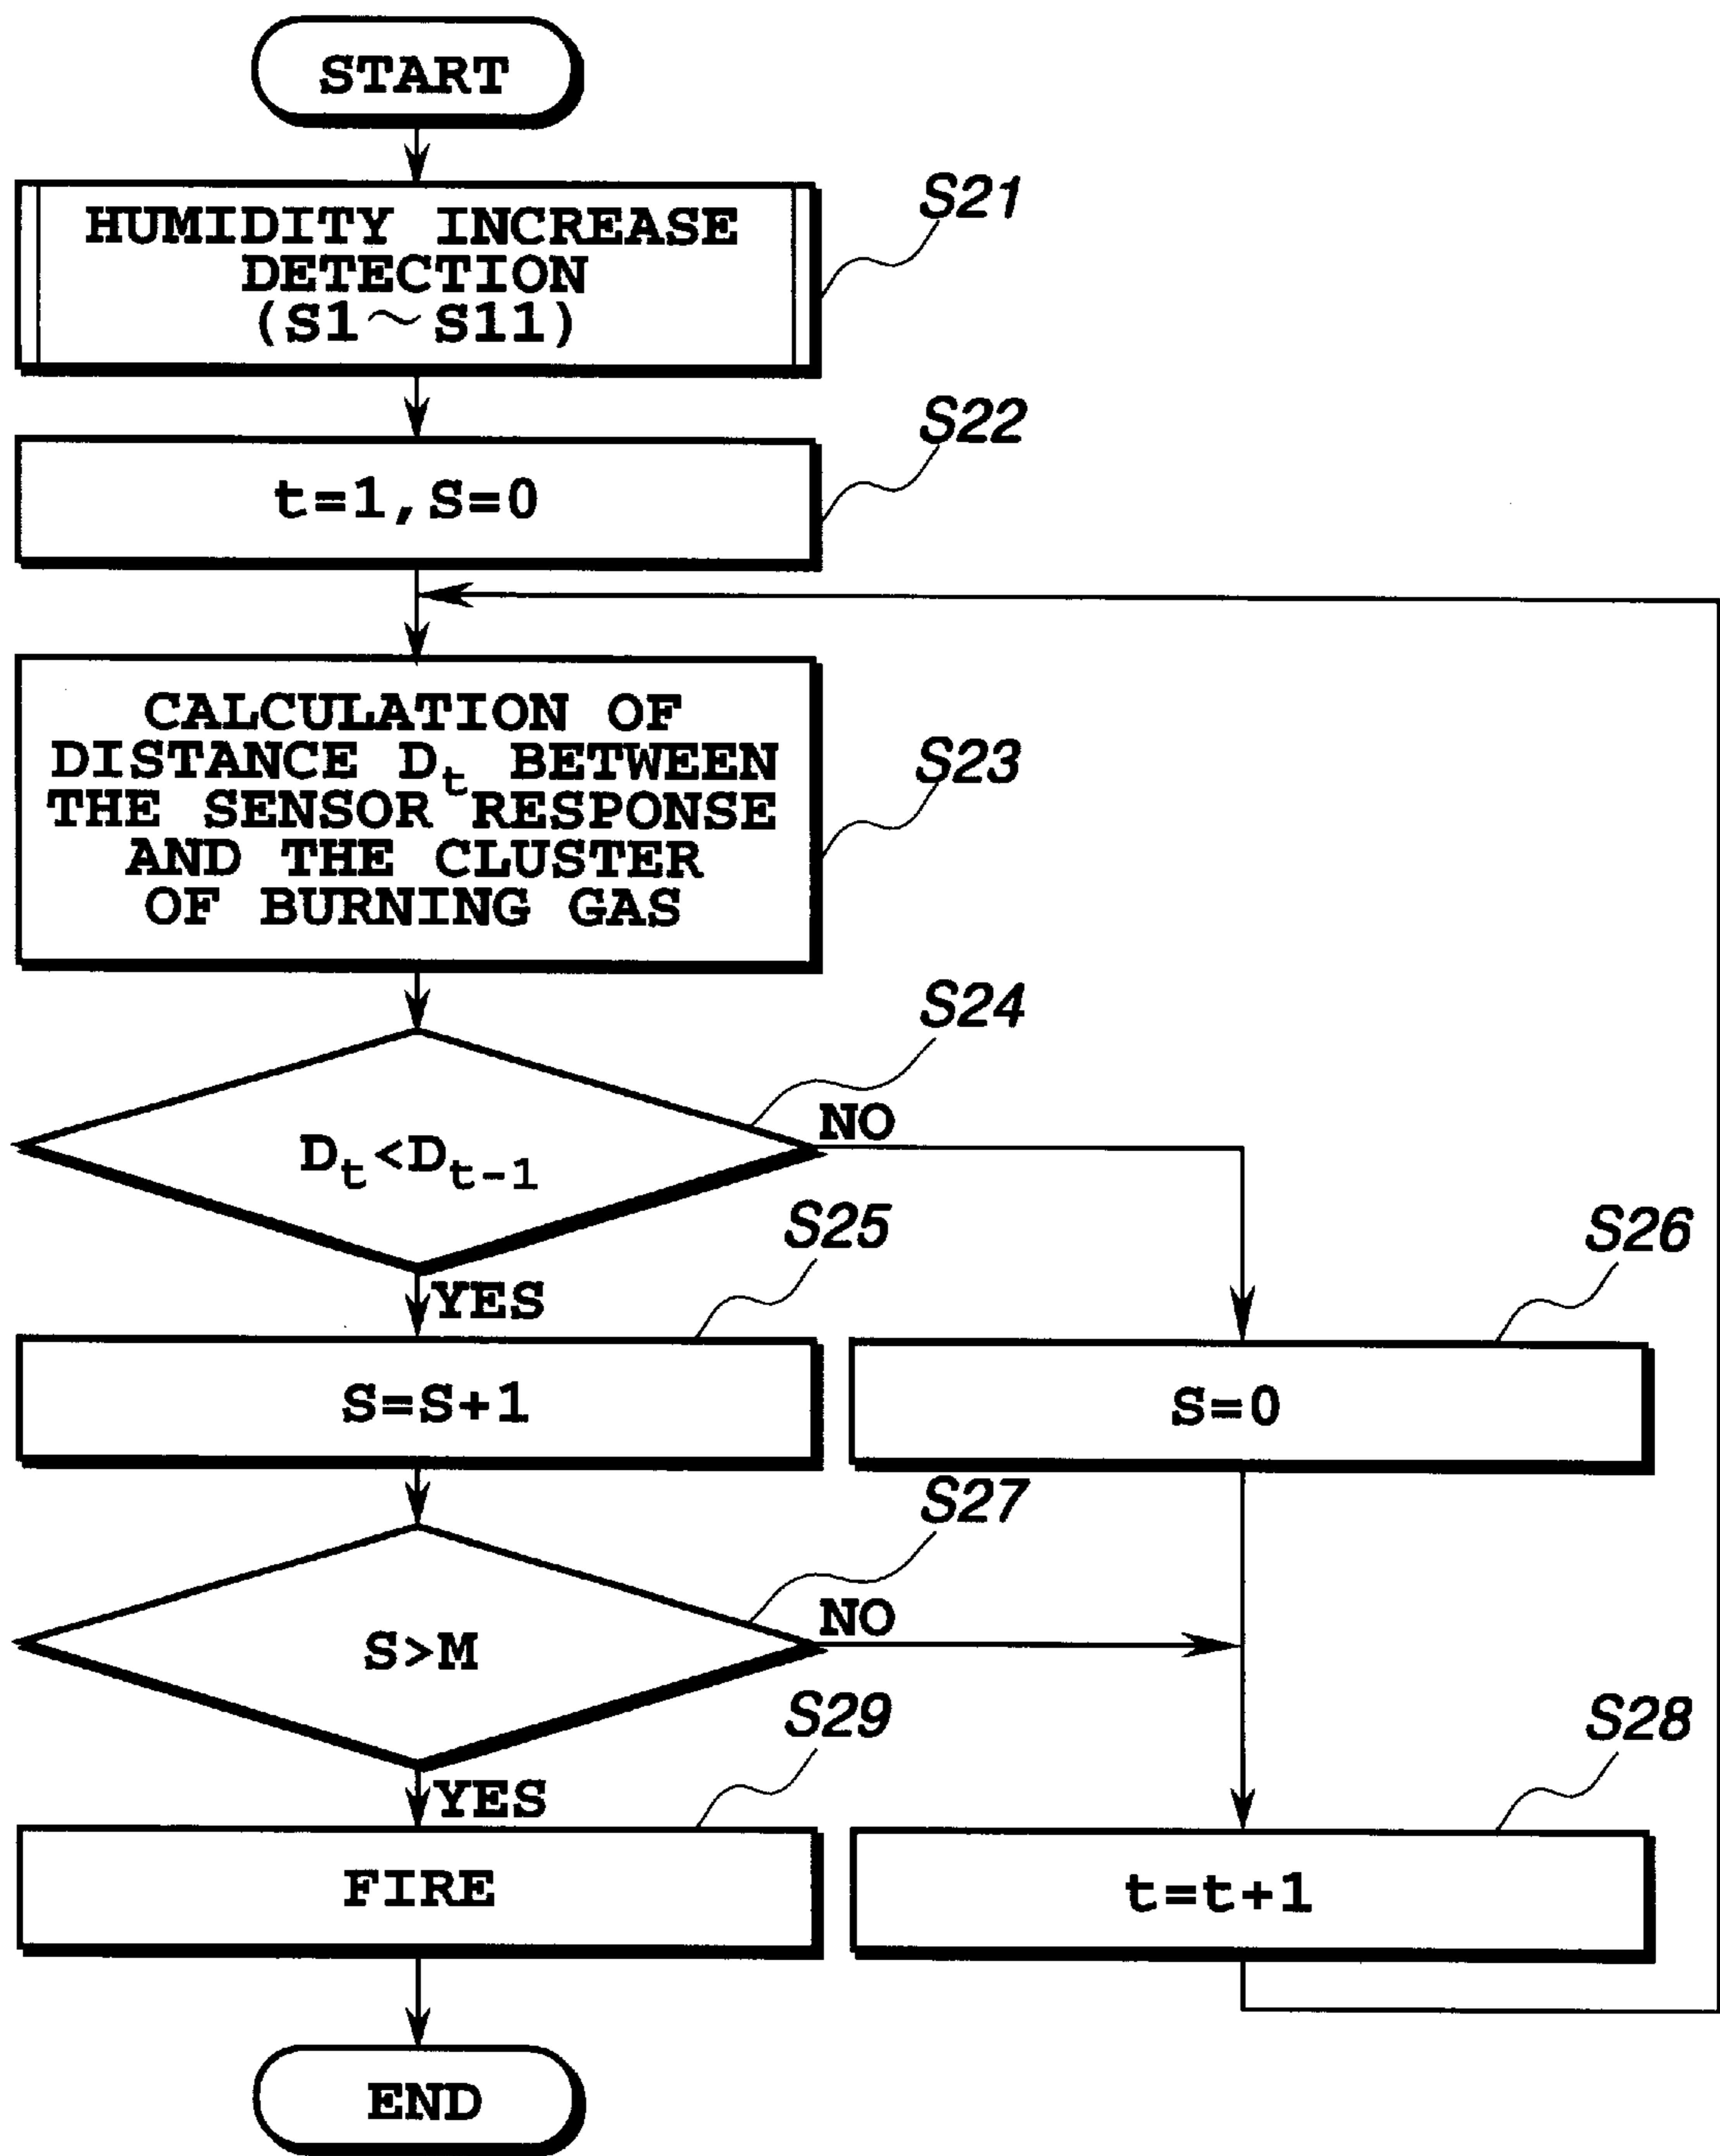 START
HUMIDITY INCREASE
DETECTION
(S1～S11)
S21
t=1,S=0
S22
CALCULATION OF
DISTANCE Dt BETWEEN
THE SENSOR RESPONSE
AND THE CLUSTER
OF BURNING GAS
S23
S24
Dt<Dt-1
NO
YES
S25
S=S+1
S26
S=0
S27
S>M
NO
YES
S29
FIRE
S28
t=t+1
END